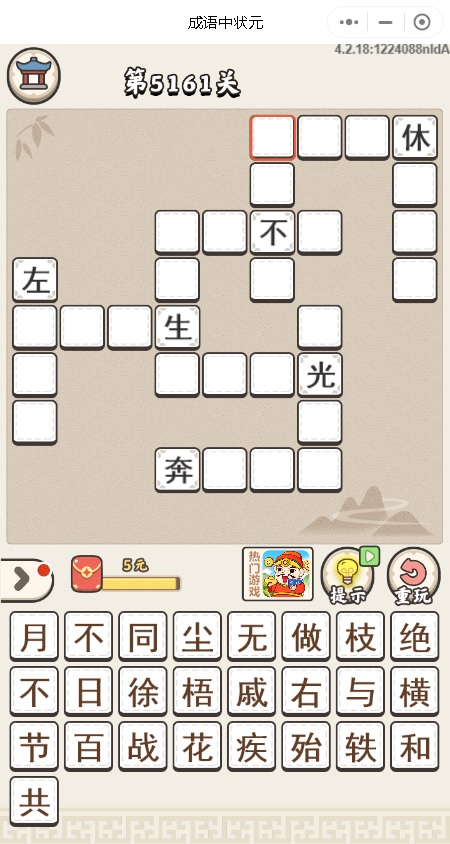 成语中状元
4.2.18:1224088nldA
第5161关
休
不
左
生
光
奔
5元
热门游戏
提示
重玩
月不同尘无做枝绝
不日徐梧戚右与横
节百战花疾殆轶和
共